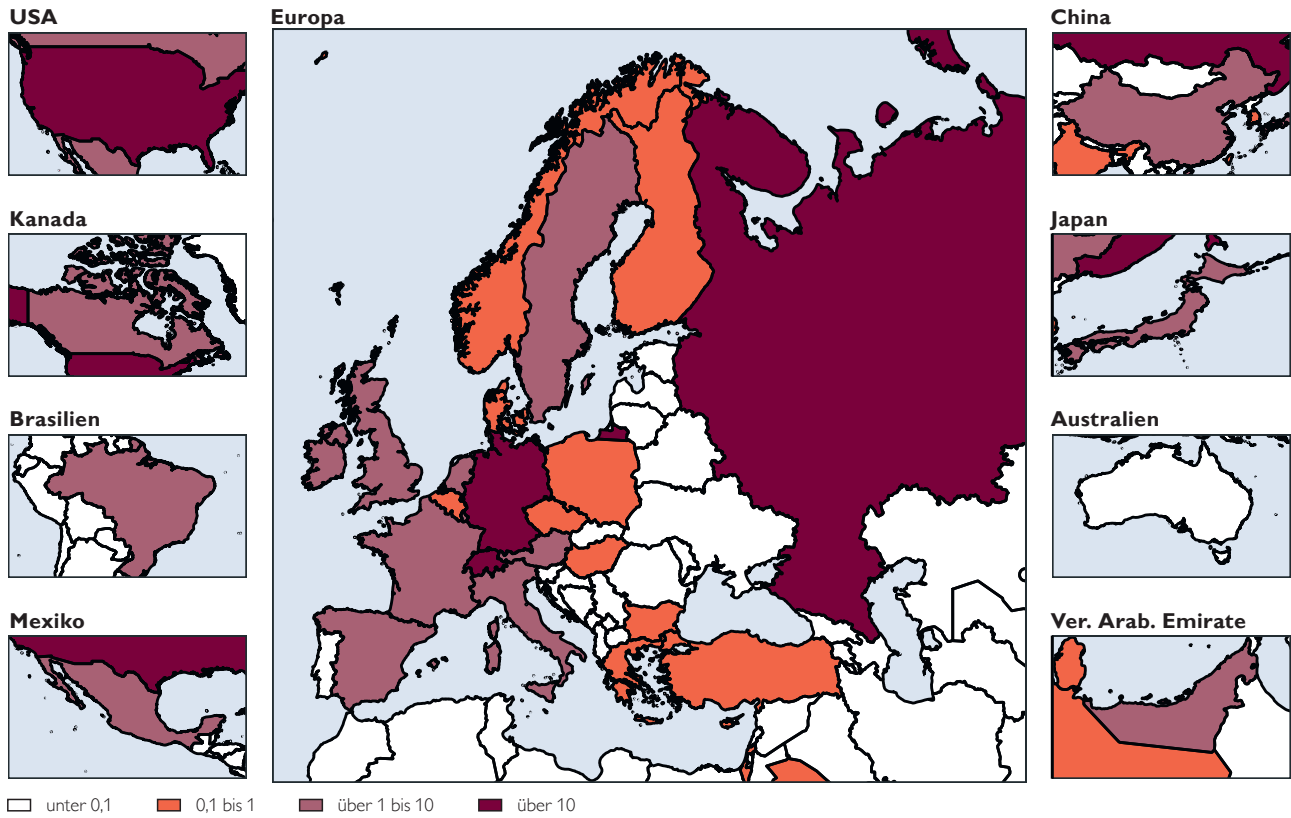 USA
Europa
China
Kanada
Japan
Brasilien
Australien
Mexiko
Ver. Arab. Emirate
unter 0,1
0,1 bis 1
über 1 bis 10
über 10